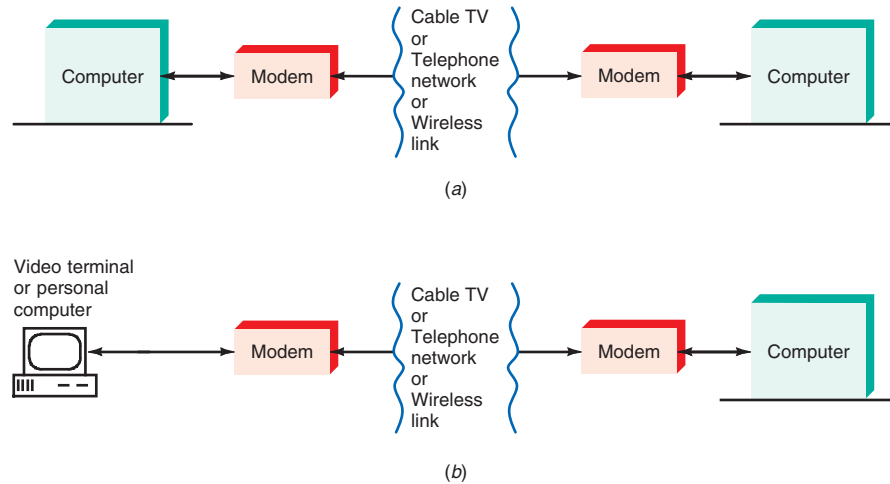 Computer
Modem
Cable TV
or
Telephone
network
or
Wireless
link
Modem
Computer
(a)
Video terminal
or personal
computer
Modem
Cable TV
or
Telephone
network
or
Wireless
link
Modem
Computer
(b)